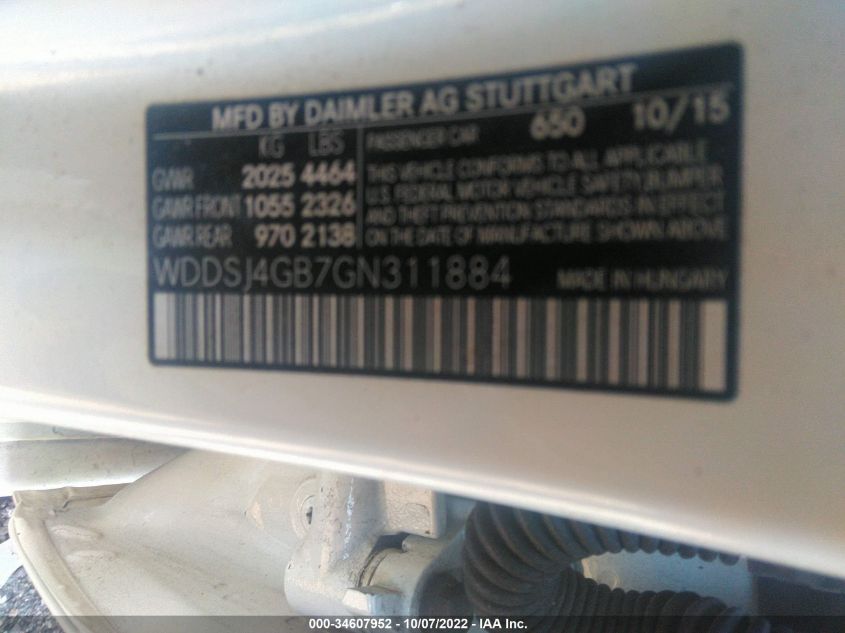 MFD BY DAIMLER AG STUTTGART
KG LBS PASSENGER CAR 650 10/15
GVWR 2025 4464 THIS VEHICLE CONFORMS TO ALL APPLICABLE
GAWR FRONT 1055 2326 U.S. FEDERAL MOTOR VEHICLE SAFETY, BUMPER
GAWR REAR 970 2138 AND THEFT PREVENTION STANDARDS IN EFFECT
ON THE DATE OF MANUFACTURE SHOWN ABOVE
WDDSJ4GB7GN311884 MADE IN HUNGARY
000-34607952 - 10/07/2022 - IAA Inc.